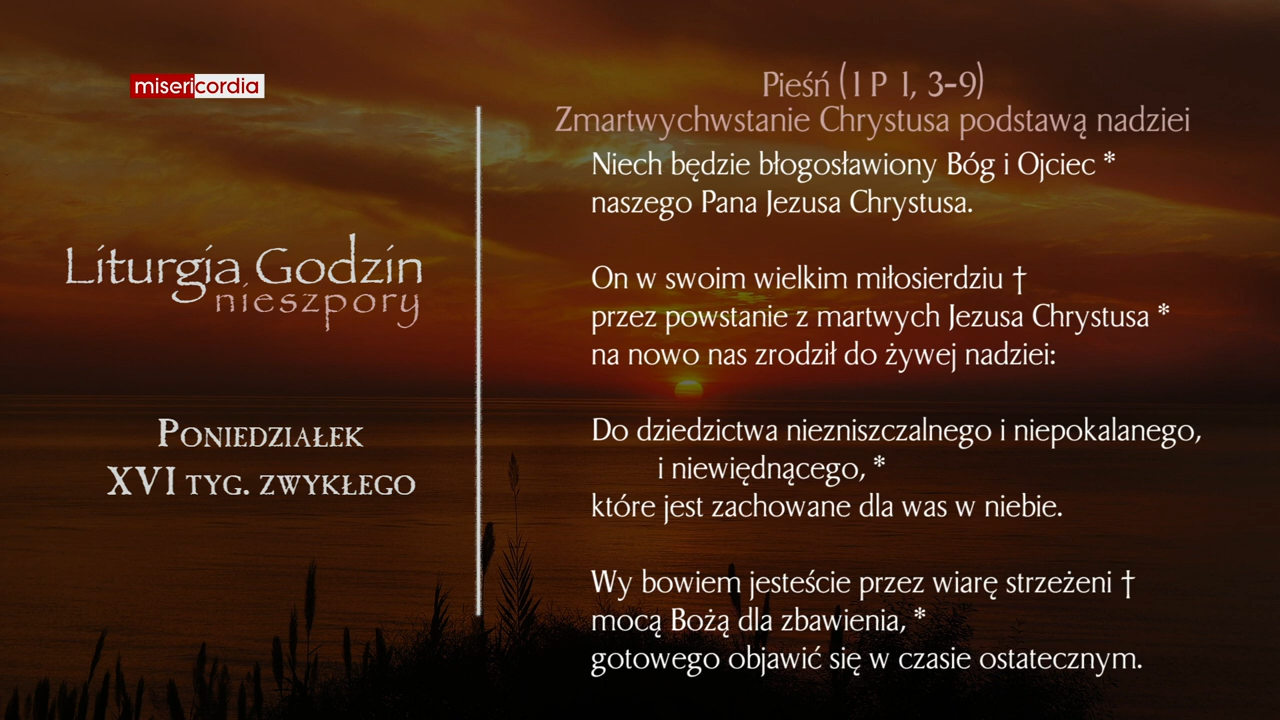 misericordia
Liturgia Godzin
nieszpory
Poniedziałek
XVI tyg. zwykłego
Pieśń (1 P 1, 3-9)
Zmartwychwstanie Chrystusa podstawą nadziei
Niech będzie błogosławiony Bóg i Ojciec *
naszego Pana Jezusa Chrystusa.
On w swoim wielkim miłosierdziu †
przez powstanie z martwych Jezusa Chrystusa *
na nowo nas zrodził do żywej nadziei:
Do dziedzictwa niezniszczalnego i niepokalanego,
i niewiędnącego, *
które jest zachowane dla was w niebie.
Wy bowiem jesteście przez wiarę strzeżeni †
mocą Bożą dla zbawienia, *
gotowego objawić się w czasie ostatecznym.